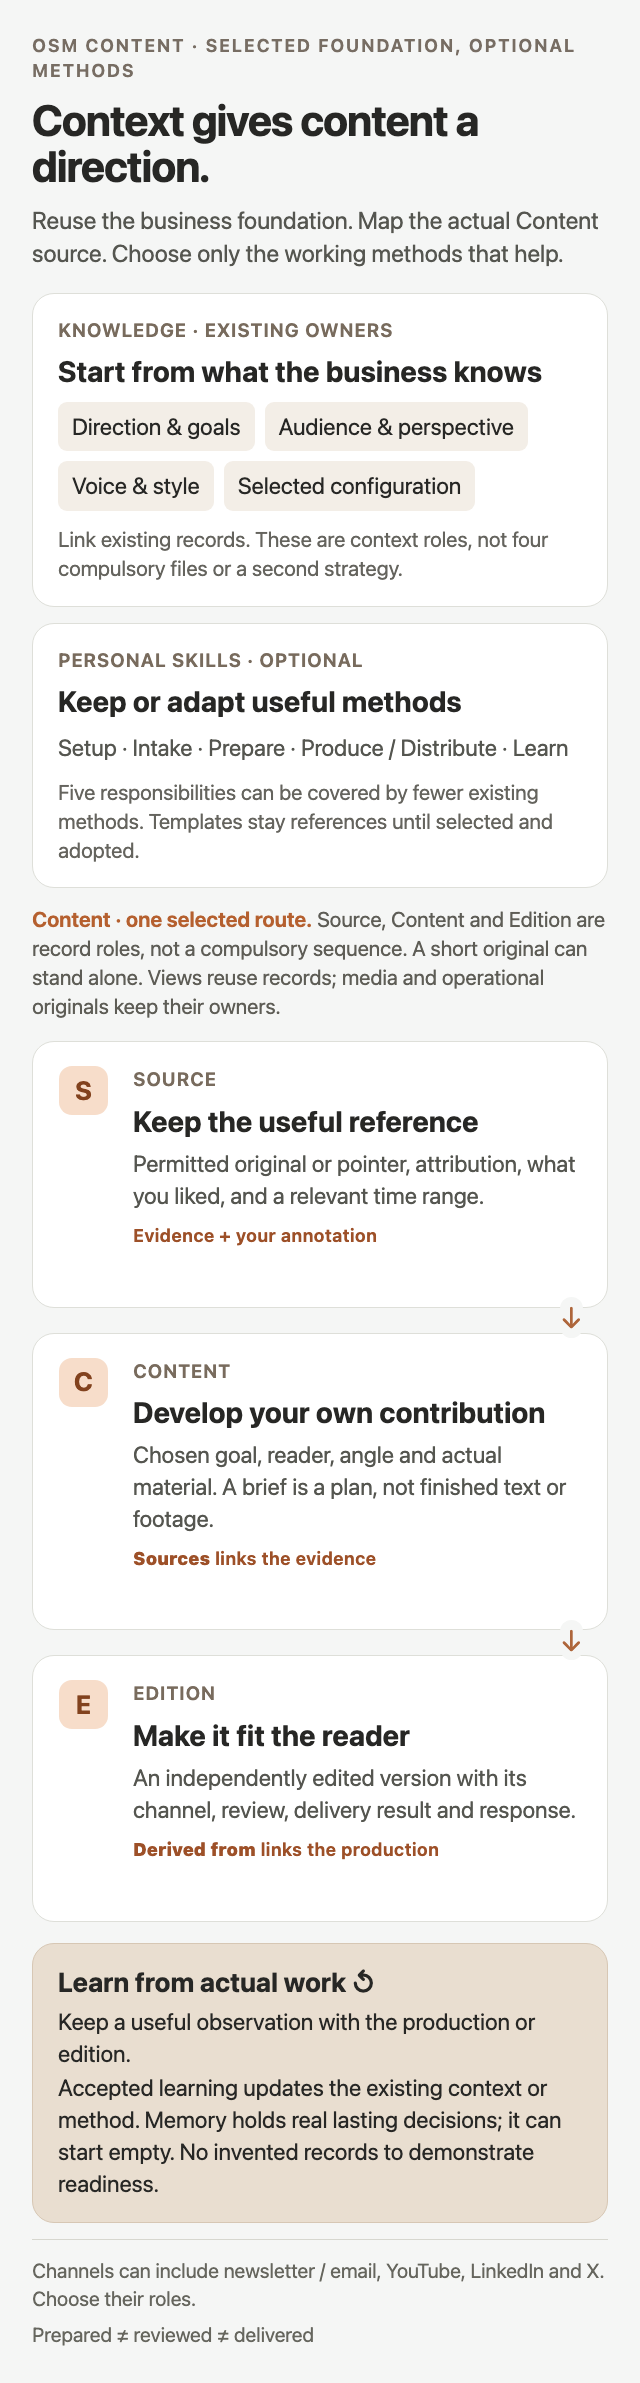 OSM CONTENT · SELECTED FOUNDATION, OPTIONAL
METHODS
Context gives content a
direction.
Reuse the business foundation. Map the actual Content
source. Choose only the working methods that help.
KNOWLEDGE · EXISTING OWNERS
Start from what the business knows
Direction & goals
Audience & perspective
Voice & style
Selected configuration
Link existing records. These are context roles, not four
compulsory files or a second strategy.
PERSONAL SKILLS · OPTIONAL
Keep or adapt useful methods
Setup · Intake · Prepare · Produce / Distribute · Learn
Five responsibilities can be covered by fewer existing
methods. Templates stay references until selected and
adopted.
Content · one selected route. Source, Content and Edition are
record roles, not a compulsory sequence. A short original can
stand alone. Views reuse records; media and operational
originals keep their owners.
S
SOURCE
Keep the useful reference
Permitted original or pointer, attribution, what
you liked, and a relevant time range.
Evidence + your annotation
↓
C
CONTENT
Develop your own contribution
Chosen goal, reader, angle and actual
material. A brief is a plan, not finished text or
footage.
Sources links the evidence
↓
E
EDITION
Make it fit the reader
An independently edited version with its
channel, review, delivery result and response.
Derived from links the production
Learn from actual work ↺
Keep a useful observation with the production or
edition.
Accepted learning updates the existing context or
method. Memory holds real lasting decisions; it can
start empty. No invented records to demonstrate
readiness.
Channels can include newsletter / email, YouTube, LinkedIn and X.
Choose their roles.
Prepared ≠ reviewed ≠ delivered